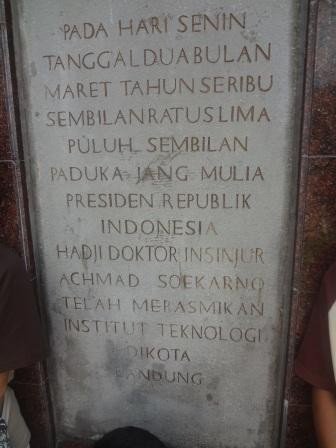 PADA HARI SENIN
TANGGAL DUA BULAN
MARET TAHUN SERIBU
SEMBILAN RATUS LIMA
PULUH SEMBILAN
PADUKA JANG MULIA
PRESIDEN REPUBLIK
INDONESIA
HADJI DOKTOR INSINJUR
ACHMAD SOEKARNO
TELAH MERASMIKAN
INSTITUT TEKNOLOGI
DIKOTA
BANDUNG